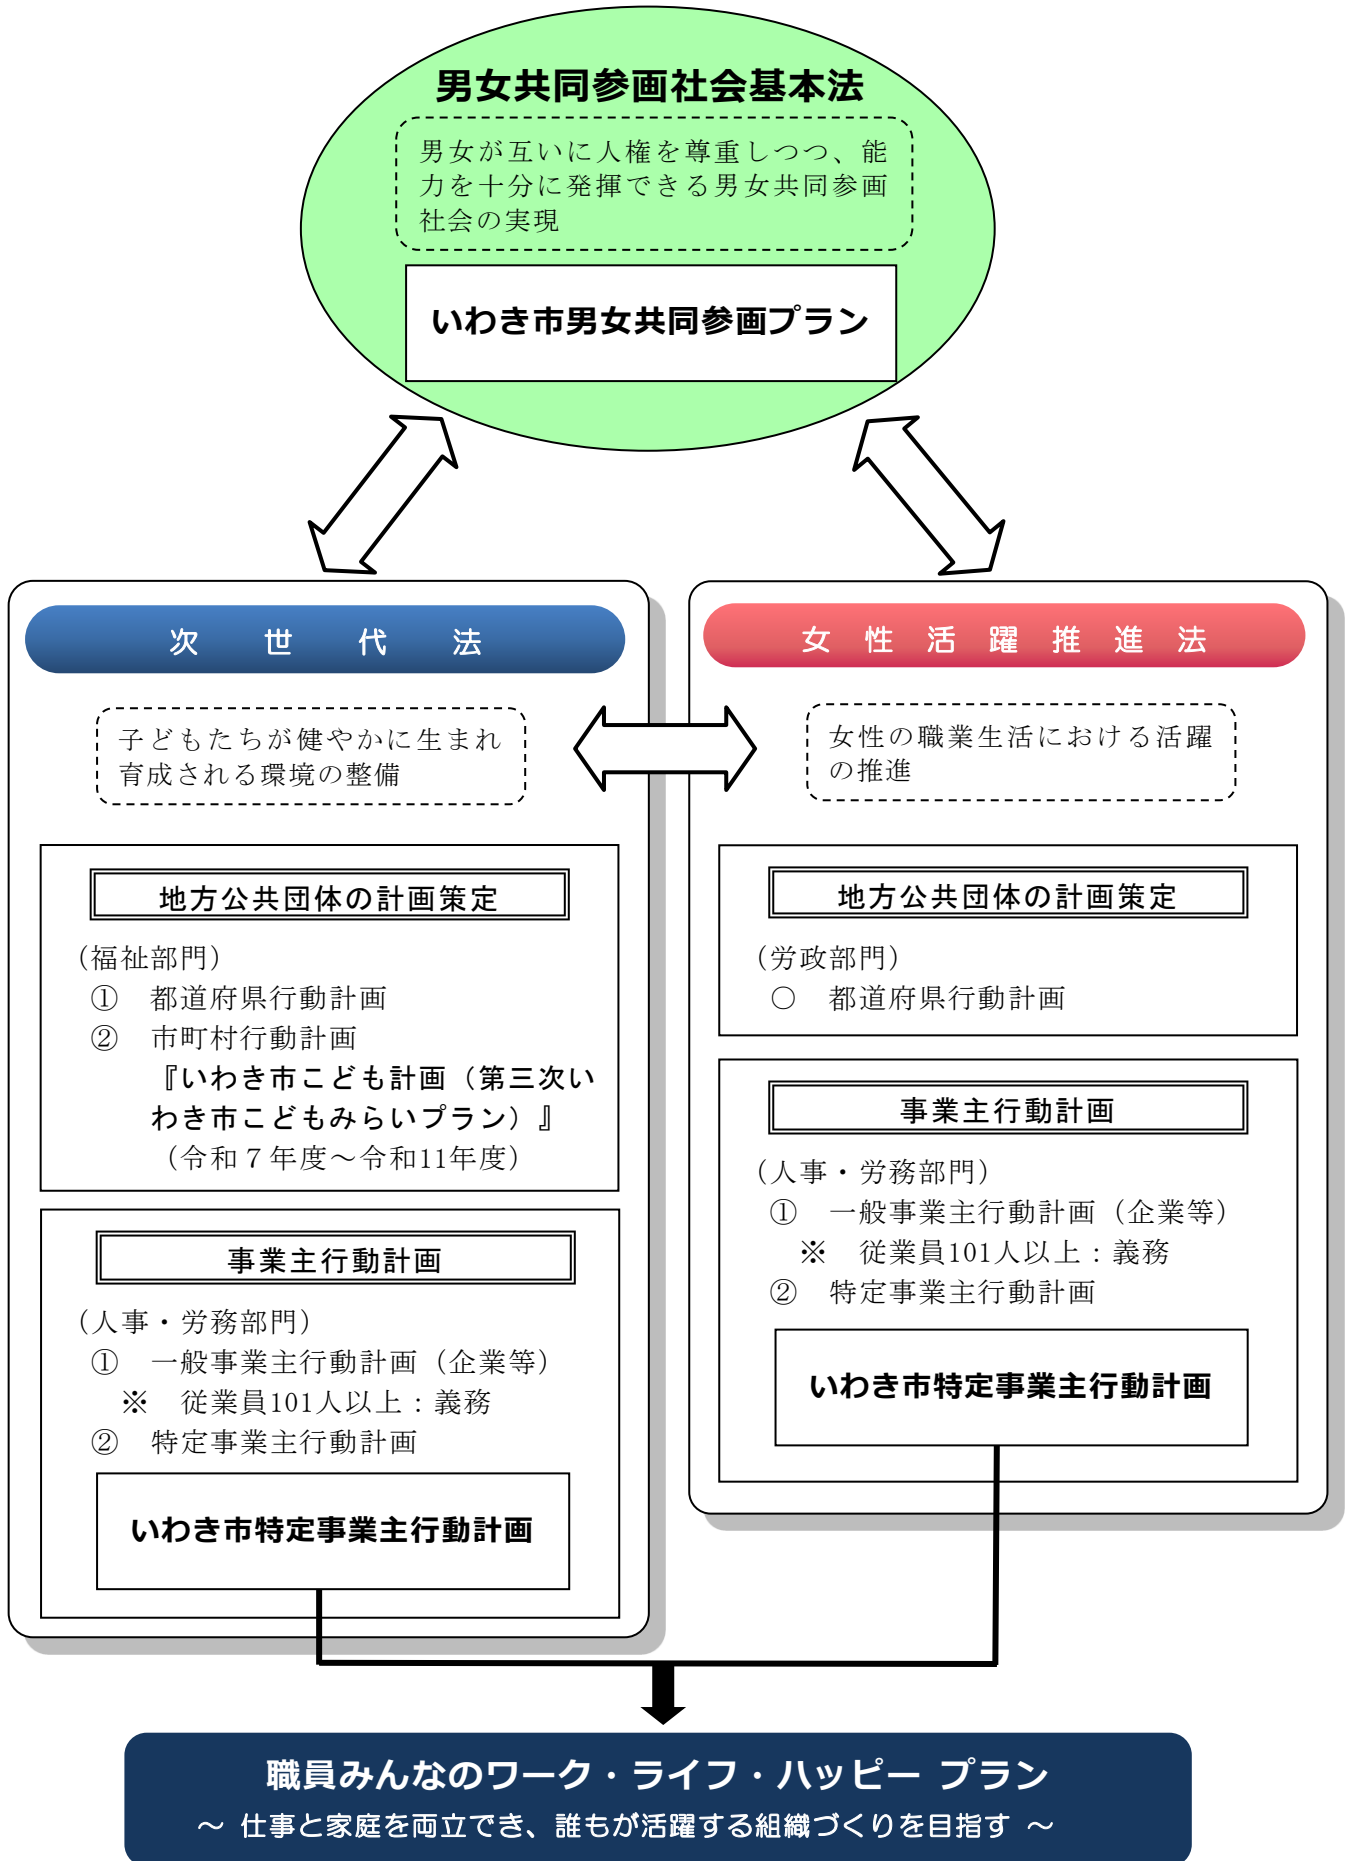 男女共同参画社会基本法
男女が互いに人権を尊重しつつ、能
力を十分に発揮できる男女共同参画
社会の実現
いわき市男女共同参画プラン
次世代法
子どもたちが健やかに生まれ
育成される環境の整備
地方公共団体の計画策定
（福祉部門）
① 都道府県行動計画
② 市町村行動計画
『いわき市こども計画（第三次い
わき市こどもみらいプラン）』
（令和７年度～令和11年度）
事業主行動計画
（人事・労務部門）
① 一般事業主行動計画（企業等）
※ 従業員101人以上：義務
② 特定事業主行動計画
いわき市特定事業主行動計画
女性活躍推進法
女性の職業生活における活躍
の推進
地方公共団体の計画策定
（労政部門）
○ 都道府県行動計画
事業主行動計画
（人事・労務部門）
① 一般事業主行動計画（企業等）
※ 従業員101人以上：義務
② 特定事業主行動計画
いわき市特定事業主行動計画
職員みんなのワーク・ライフ・ハッピー プラン
～ 仕事と家庭を両立でき、誰もが活躍する組織づくりを目指す ～